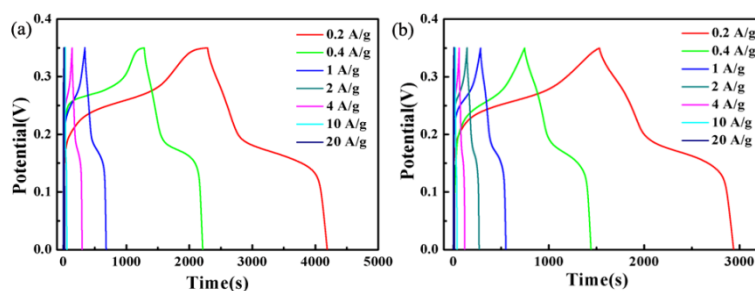 (a)
0.4
0.3
0.2
0.1
0.0
Potential(V)
0.2 A/g
0.4 A/g
1 A/g
2 A/g
4 A/g
10 A/g
20 A/g
0 1000 2000 3000 4000 5000
Time(s)
(b)
0.4
0.3
0.2
0.1
0.0
Potential(V)
0.2 A/g
0.4 A/g
1 A/g
2 A/g
4 A/g
10 A/g
20 A/g
0 1000 2000 3000
Time(s)